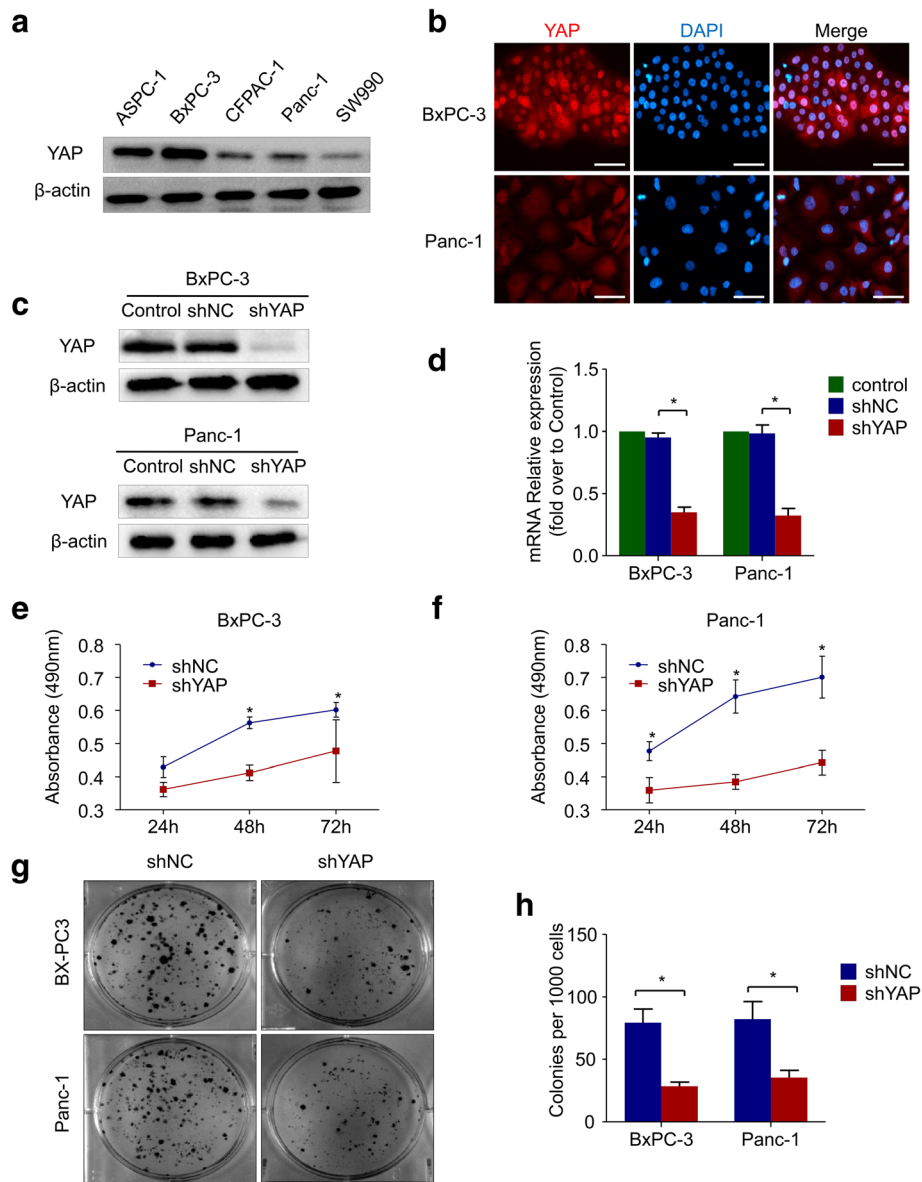 a
ASPC-1 BxPC-3 CFPAC-1 Panc-1 SW990
YAP
β-actin
b
YAP DAPI Merge
BxPC-3
Panc-1
c
BxPC-3
Control shNC shYAP
YAP
β-actin
Panc-1
Control shNC shYAP
YAP
β-actin
d
mRNA Relative expression
(fold over to Control)
1.5
1.0
0.5
0.0
* *
BxPC-3 Panc-1
control
shNC
shYAP
e
BxPC-3
Absorbance (490nm)
0.8
0.7
0.6
0.5
0.4
0.3
shNC
shYAP
* *
24h 48h 72h
f
Panc-1
Absorbance (490nm)
0.8
0.7
0.6
0.5
0.4
0.3
shNC
shYAP
* * *
24h 48h 72h
g
shNC shYAP
BX-PC3
Panc-1
h
Colonies per 1000 cells
150
100
50
0
* *
BxPC-3 Panc-1
shNC
shYAP